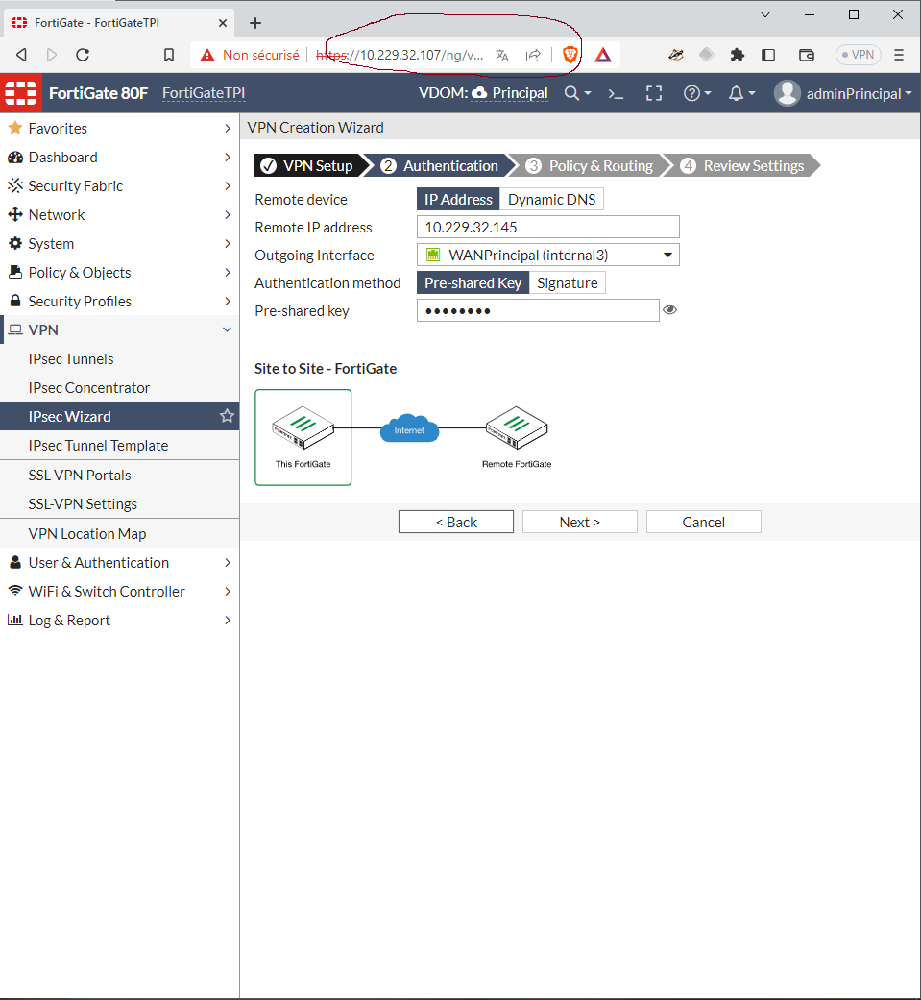 FortiGate - FortiGateTPI
Non sécurisé https://10.229.32.107/ng/v... VPN
FortiGate 80F FortiGateTPI VDOM: Principal adminPrincipal
Favorites
Dashboard
Security Fabric
Network
System
Policy & Objects
Security Profiles
VPN
IPsec Tunnels
IPsec Concentrator
IPsec Wizard
IPsec Tunnel Template
SSL-VPN Portals
SSL-VPN Settings
VPN Location Map
User & Authentication
WiFi & Switch Controller
Log & Report
VPN Creation Wizard
VPN Setup 2 Authentication 3 Policy & Routing 4 Review Settings
Remote device IP Address Dynamic DNS
Remote IP address 10.229.32.145
Outgoing Interface WANPrincipal (internal3)
Authentication method Pre-shared Key Signature
Pre-shared key ••••••••
Site to Site - FortiGate
Internet
This FortiGate Remote FortiGate
< Back Next > Cancel